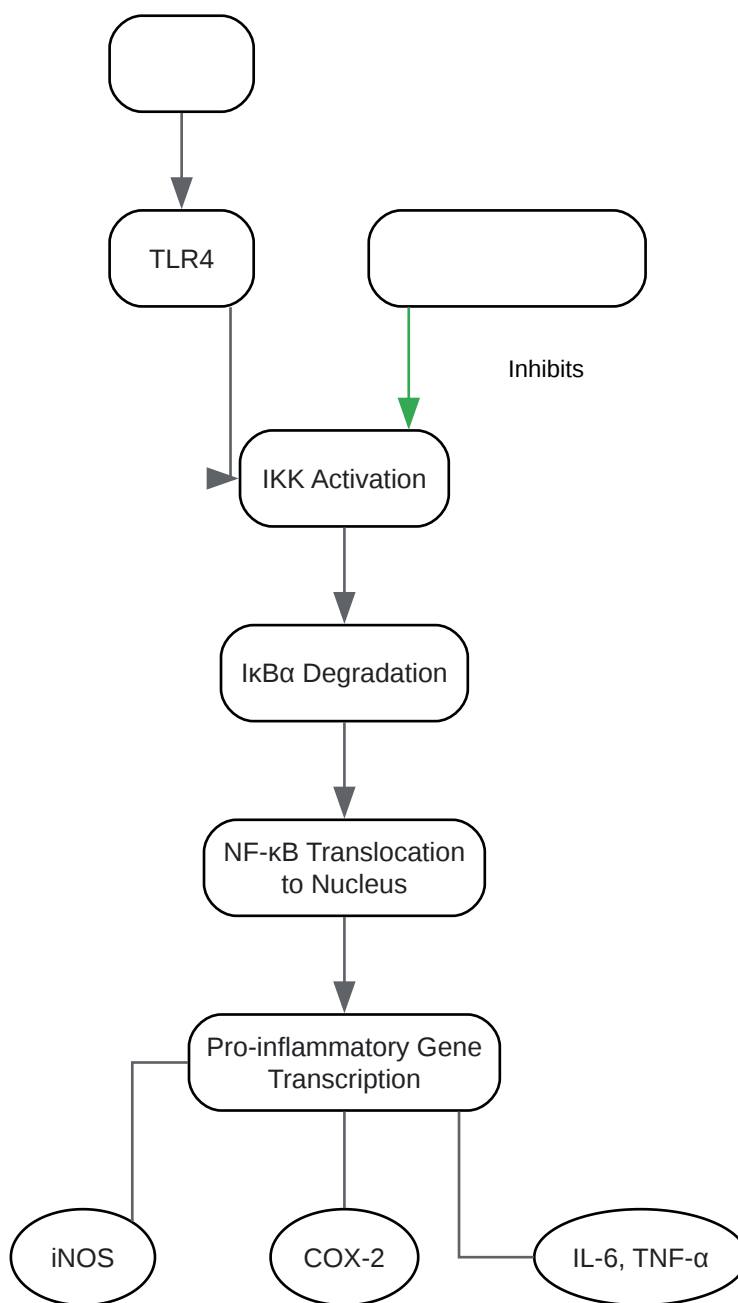 TLR4
Inhibits
IKK Activation
IκBα Degradation
NF-κB Translocation
to Nucleus
Pro-inflammatory Gene
Transcription
iNOS
COX-2
IL-6, TNF-α